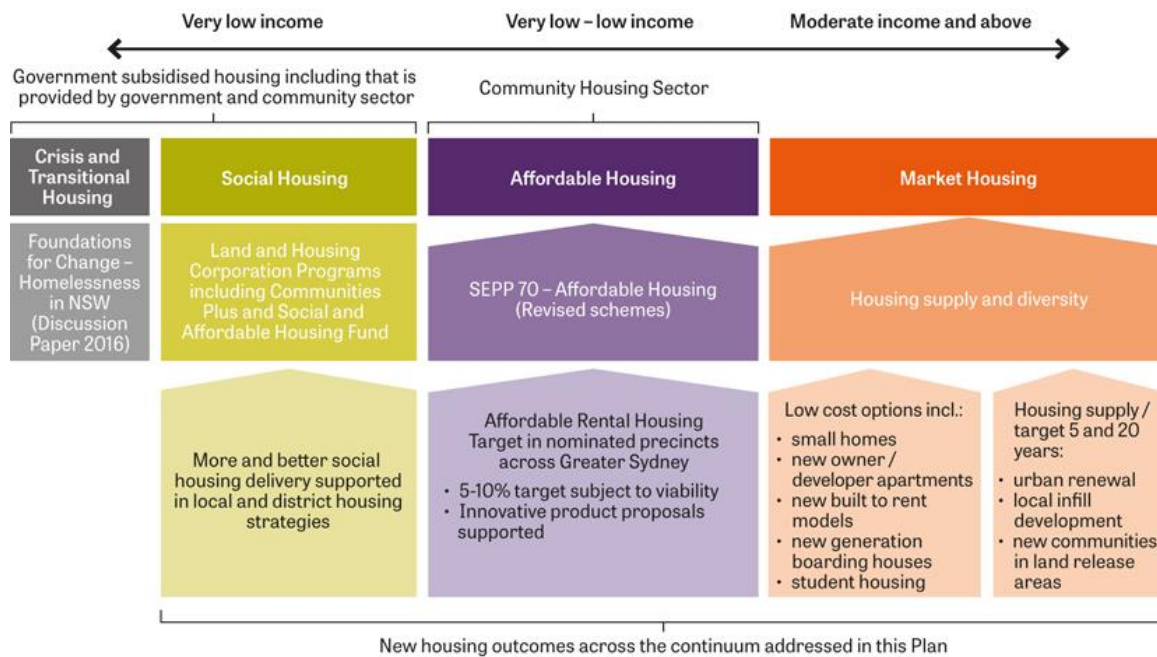 Very low income
Very low – low income
Moderate income and above
Government subsidised housing including that is
provided by government and community sector
Community Housing Sector
Crisis and
Transitional
Housing
Social Housing
Affordable Housing
Market Housing
Foundations
for Change –
Homelessness
in NSW
(Discussion
Paper 2016)
Land and Housing
Corporation Programs
including Communities
Plus and Social and
Affordable Housing Fund
SEPP 70 – Affordable Housing
(Revised schemes)
Housing supply and diversity
More and better social
housing delivery supported
in local and district housing
strategies
Affordable Rental Housing
Target in nominated precincts
across Greater Sydney
• 5-10% target subject to viability
• Innovative product proposals
supported
Low cost options incl.:
• small homes
• new owner /
developer apartments
• new built to rent
models
• new generation
boarding houses
• student housing
Housing supply /
target 5 and 20
years:
• urban renewal
• local infill
development
• new communities
in land release
areas
New housing outcomes across the continuum addressed in this Plan